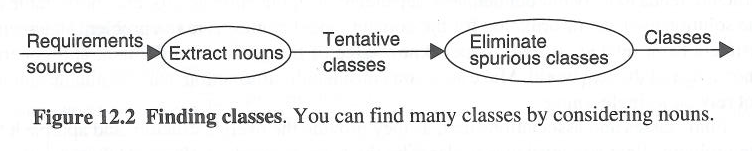 Requirements
sources
Extract nouns
Tentative
classes
Eliminate
spurious classes
Classes
Figure 12.2 Finding classes. You can find many classes by considering nouns.